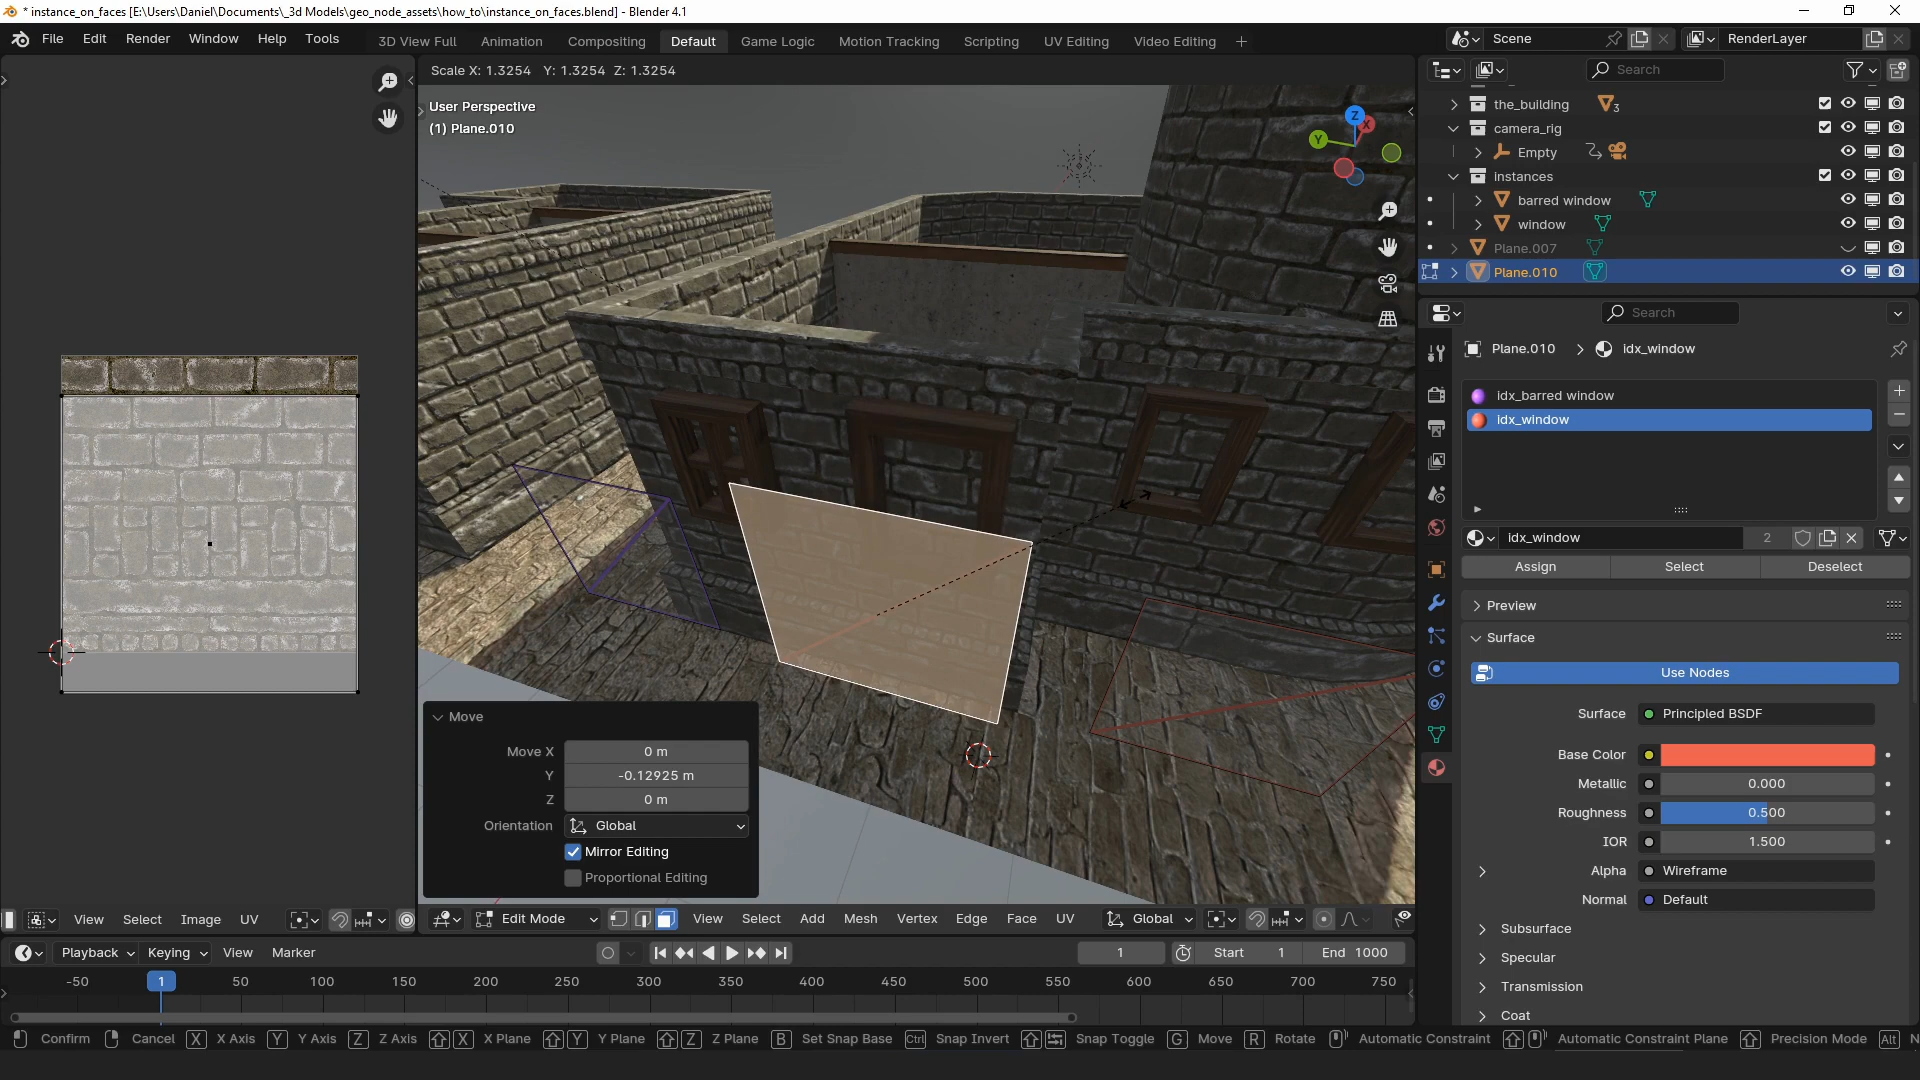 * instance_on_faces [E:\Users\Daniel\Documents\_3d Models\geo_node_assets\how_to\instance_on_faces.blend] - Blender 4.1
File Edit Render Window Help Tools
3D View Full Animation Compositing Default Game Logic Motion Tracking Scripting UV Editing Video Editing
Scene
RenderLayer
Scale X: 1.3254 Y: 1.3254 Z: 1.3254
User Perspective
(1) Plane.010
Z
X
Y
Search
the_building
3
camera_rig
Empty
instances
barred window
window
Plane.007
Plane.010
Search
Plane.010 idx_window
idx_barred window
idx_window
idx_window 2
Assign Select Deselect
Preview
Surface
Use Nodes
Surface Principled BSDF
Base Color
Metallic 0.000
Roughness 0.500
IOR 1.500
Alpha Wireframe
Normal Default
Subsurface
Specular
Transmission
Coat
Move
Move X 0 m
Y -0.12925 m
Z 0 m
Orientation Global
Mirror Editing
Proportional Editing
View Select Image UV
Edit Mode View Select Add Mesh Vertex Edge Face UV Global
Playback Keying View Marker
1 Start 1 End 1000
-50 1 50 100 150 200 250 300 350 400 450 500 550 600 650 700 750
Confirm Cancel X X Axis Y Y Axis Z Z Axis X X Plane Y Y Plane Z Z Plane B Set Snap Base Ctrl Snap Invert Snap Toggle G Move R Rotate Automatic Constraint Automatic Constraint Plane Precision Mode Alt N